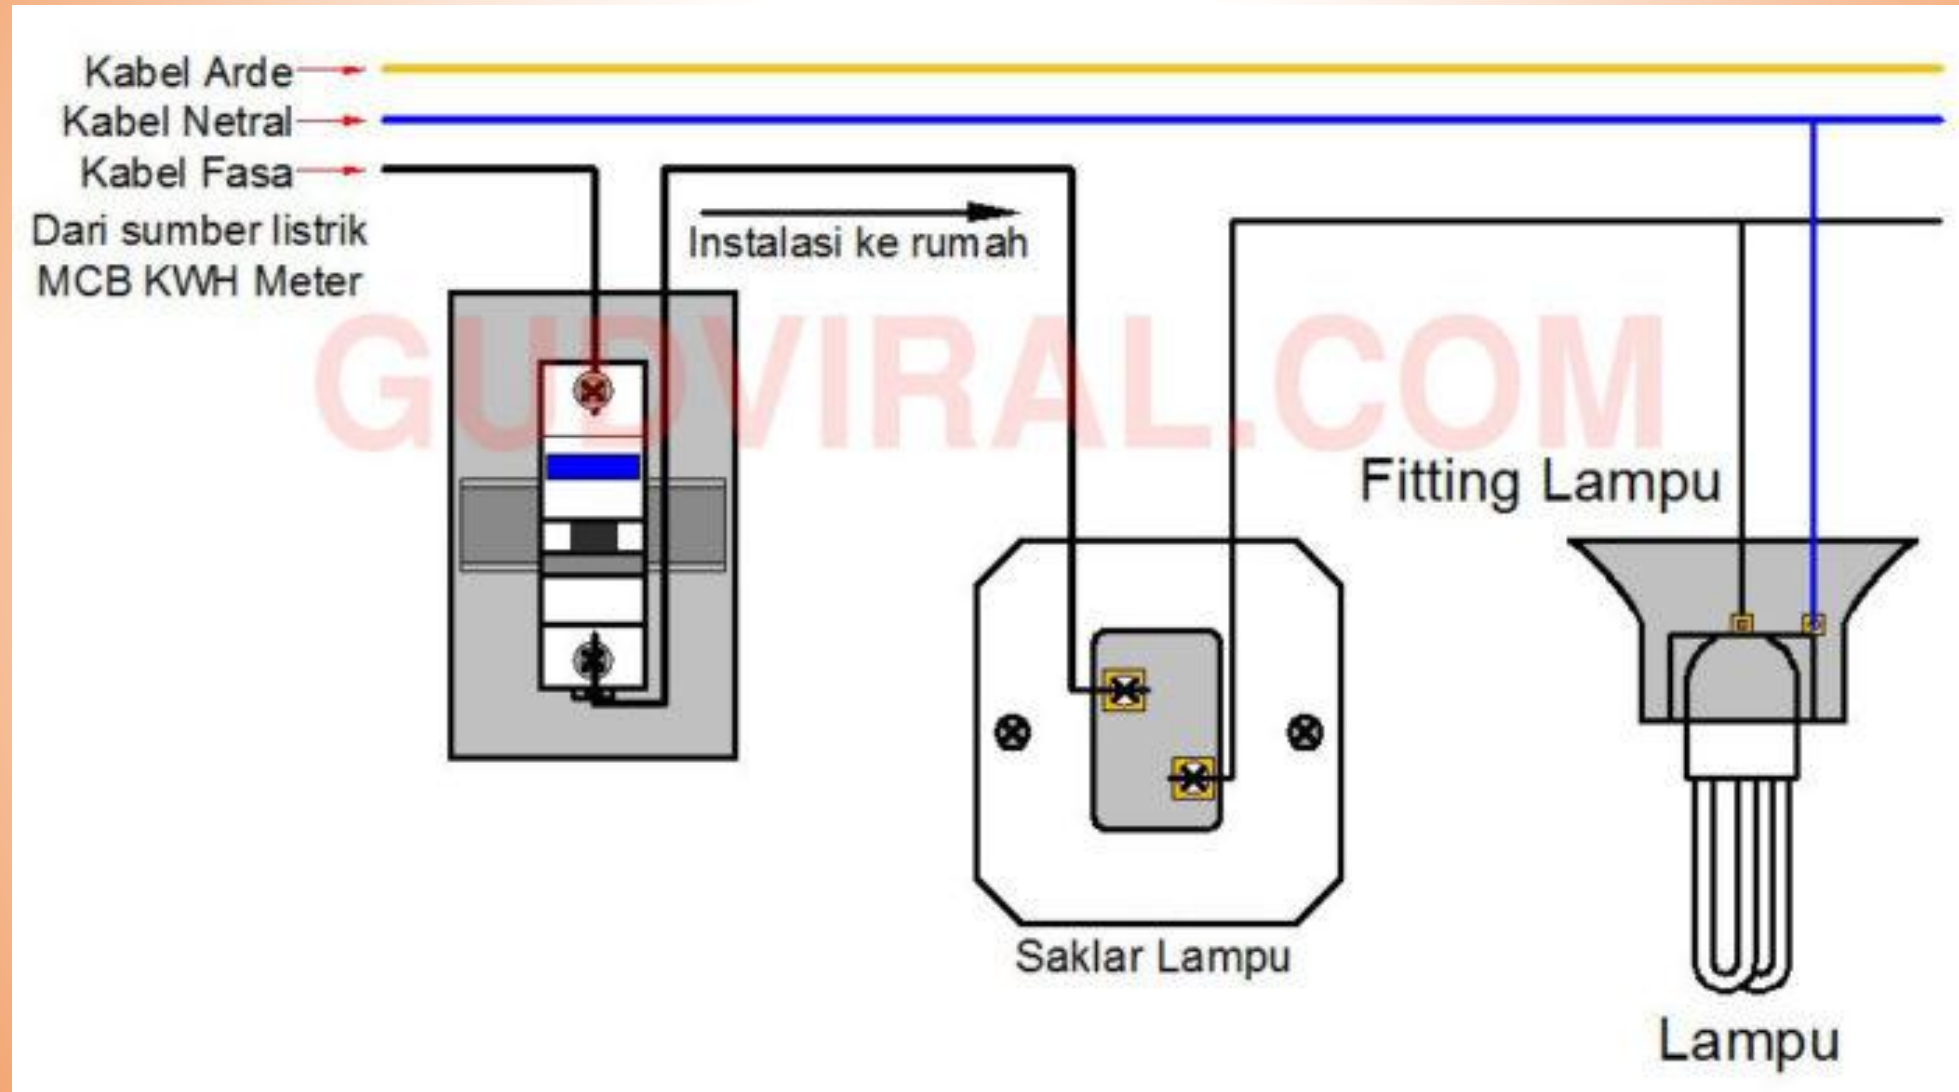 Kabel Arde
Kabel Netral
Kabel Fasa
Dari sumber listrik
MCB KWH Meter
Instalasi ke rumah
GUDVIRAL.COM
Fitting Lampu
Saklar Lampu
Lampu